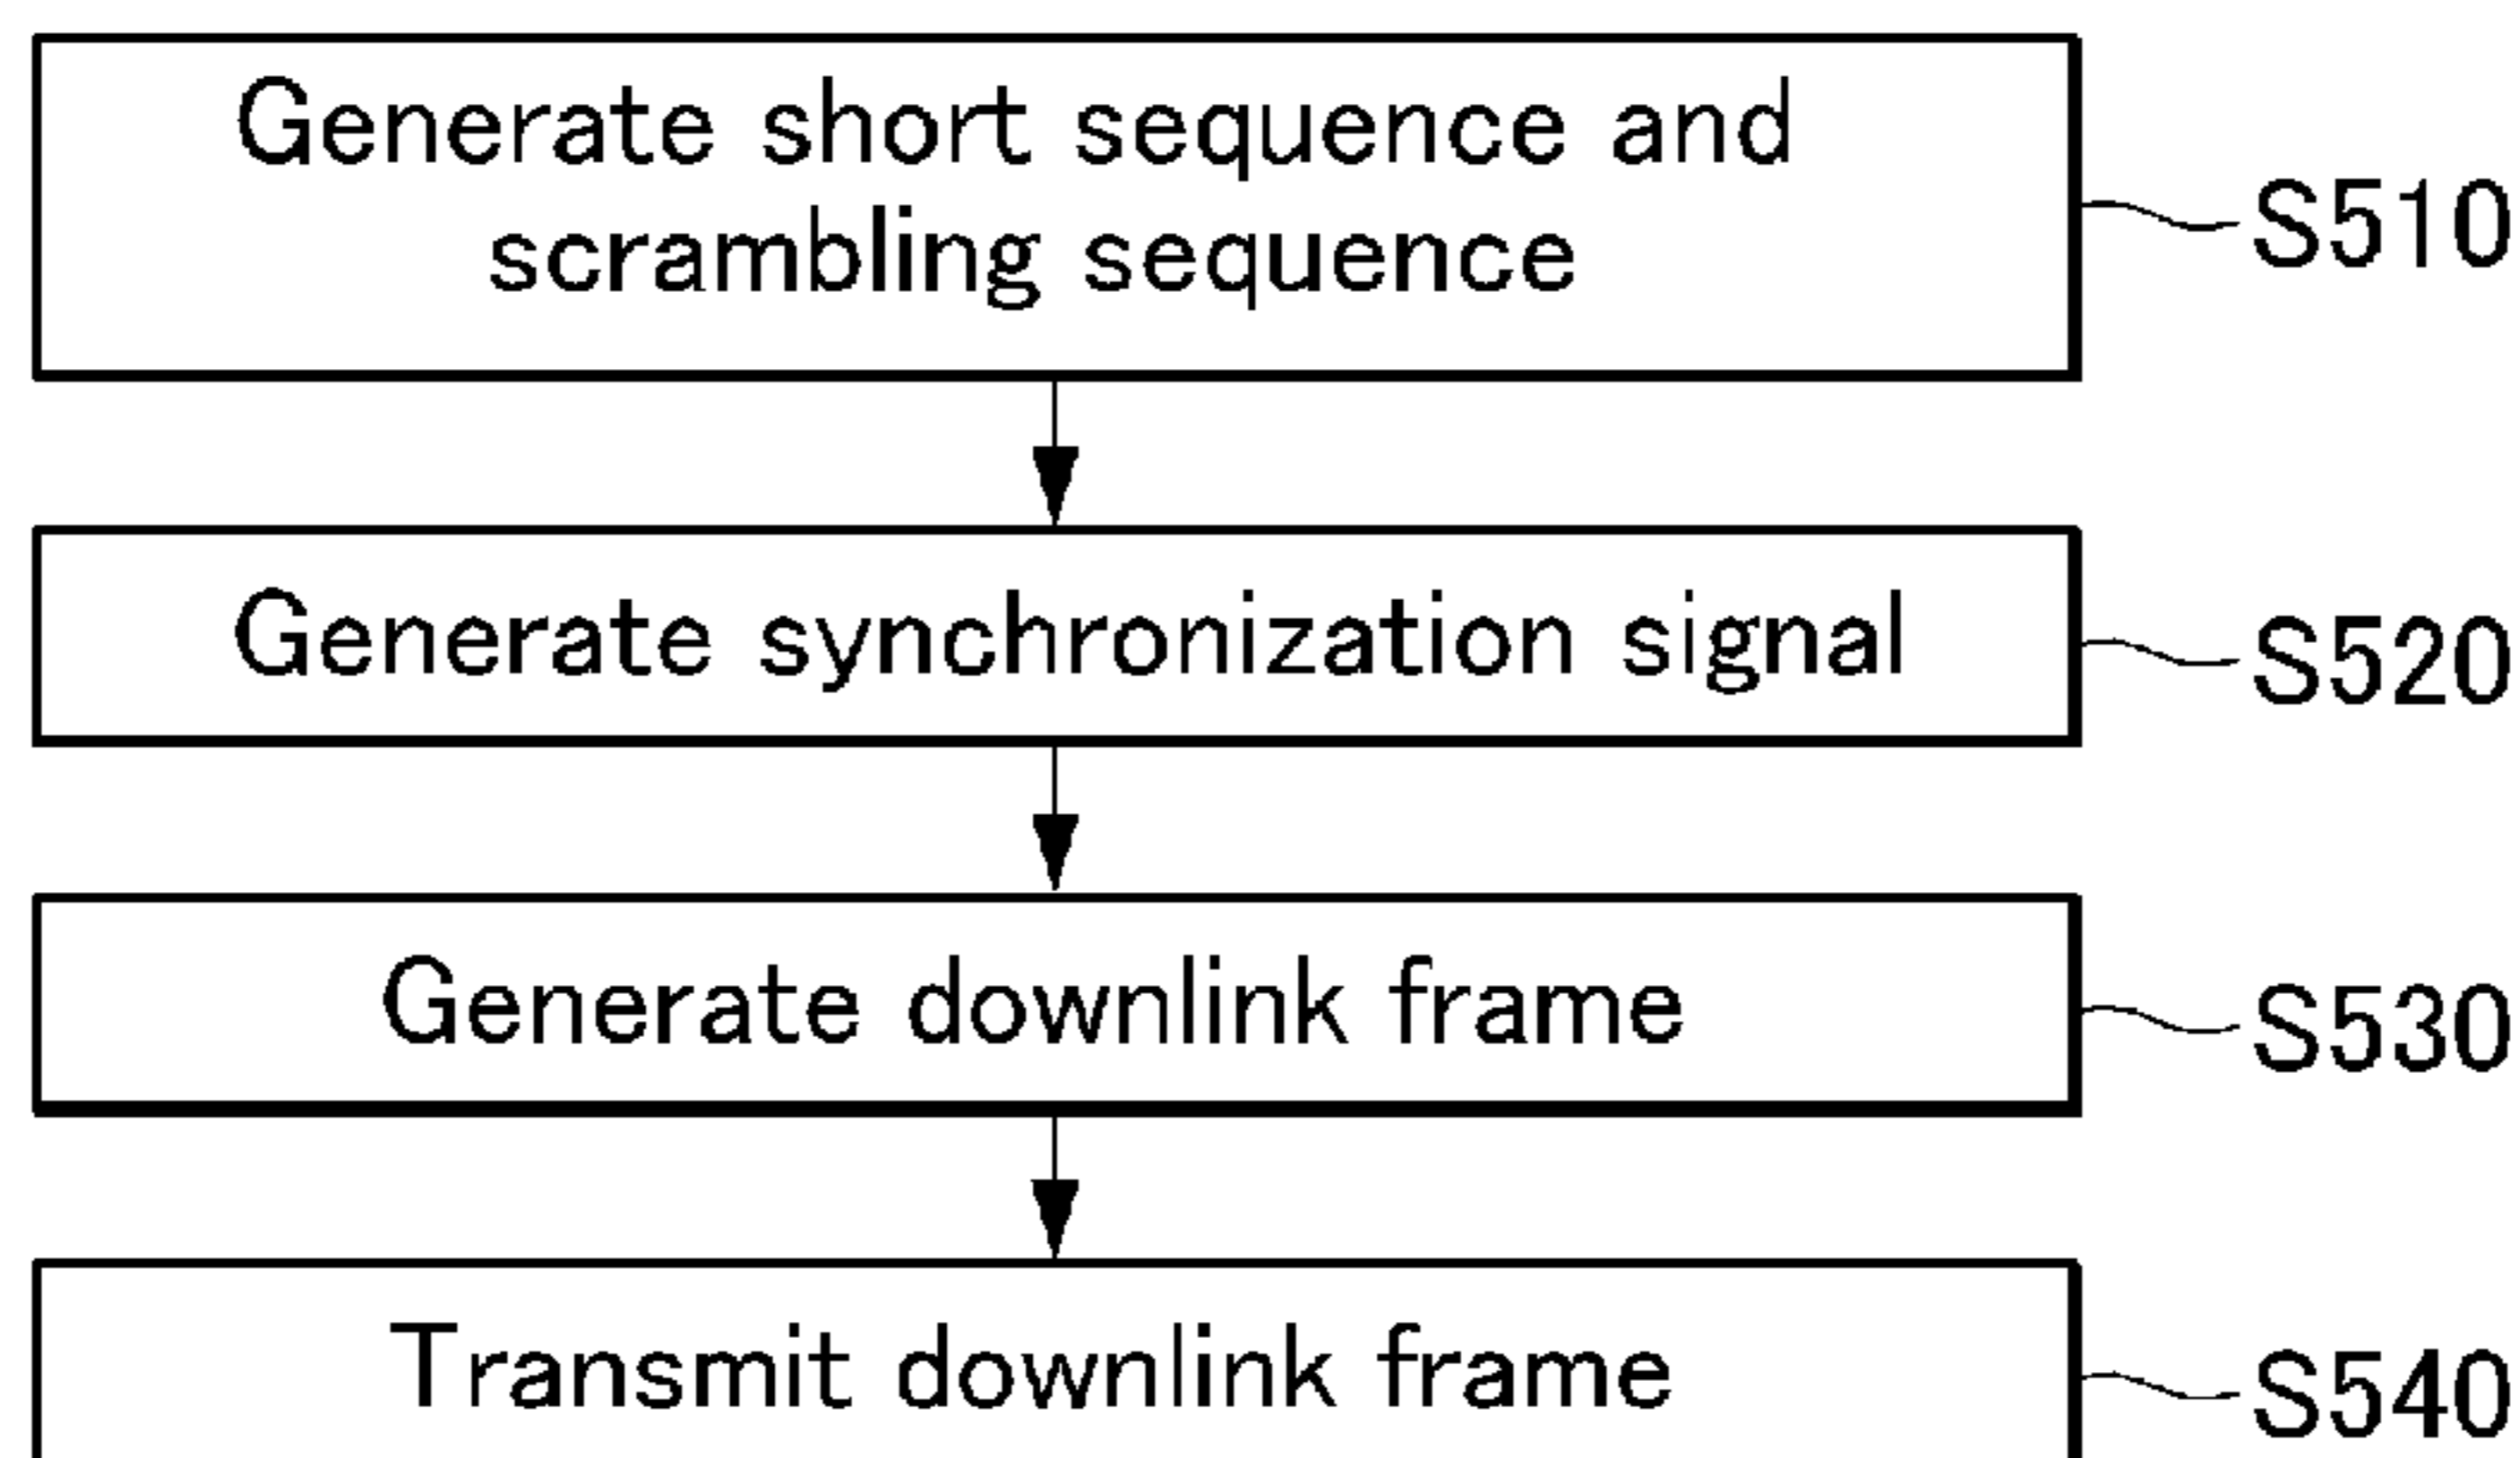 Generate short sequence and
scrambling sequence
S510
Generate synchronization signal
S520
Generate downlink frame
S530
Transmit downlink frame
S540